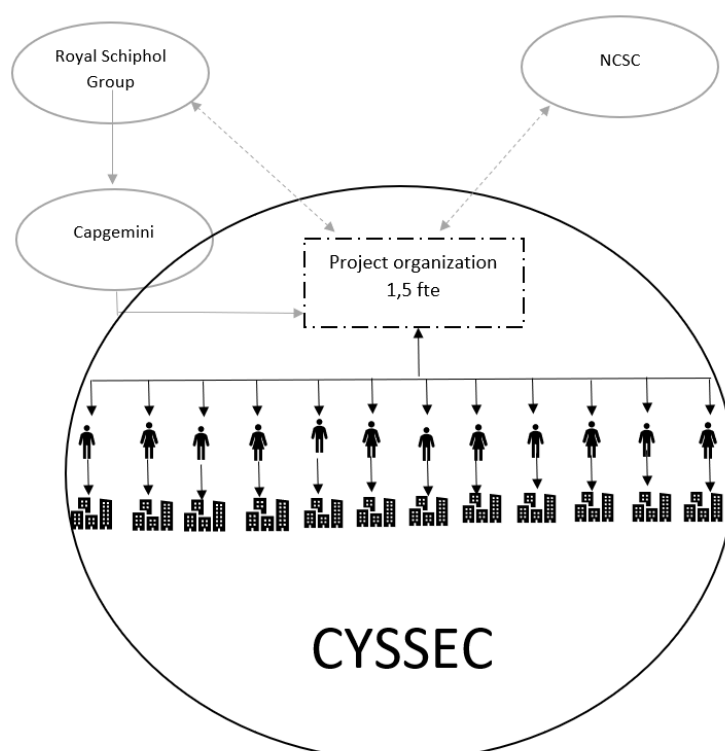 Royal Schiphol
Group
NCSC
Capgemini
Project organization
1,5 fte
CYSSEC